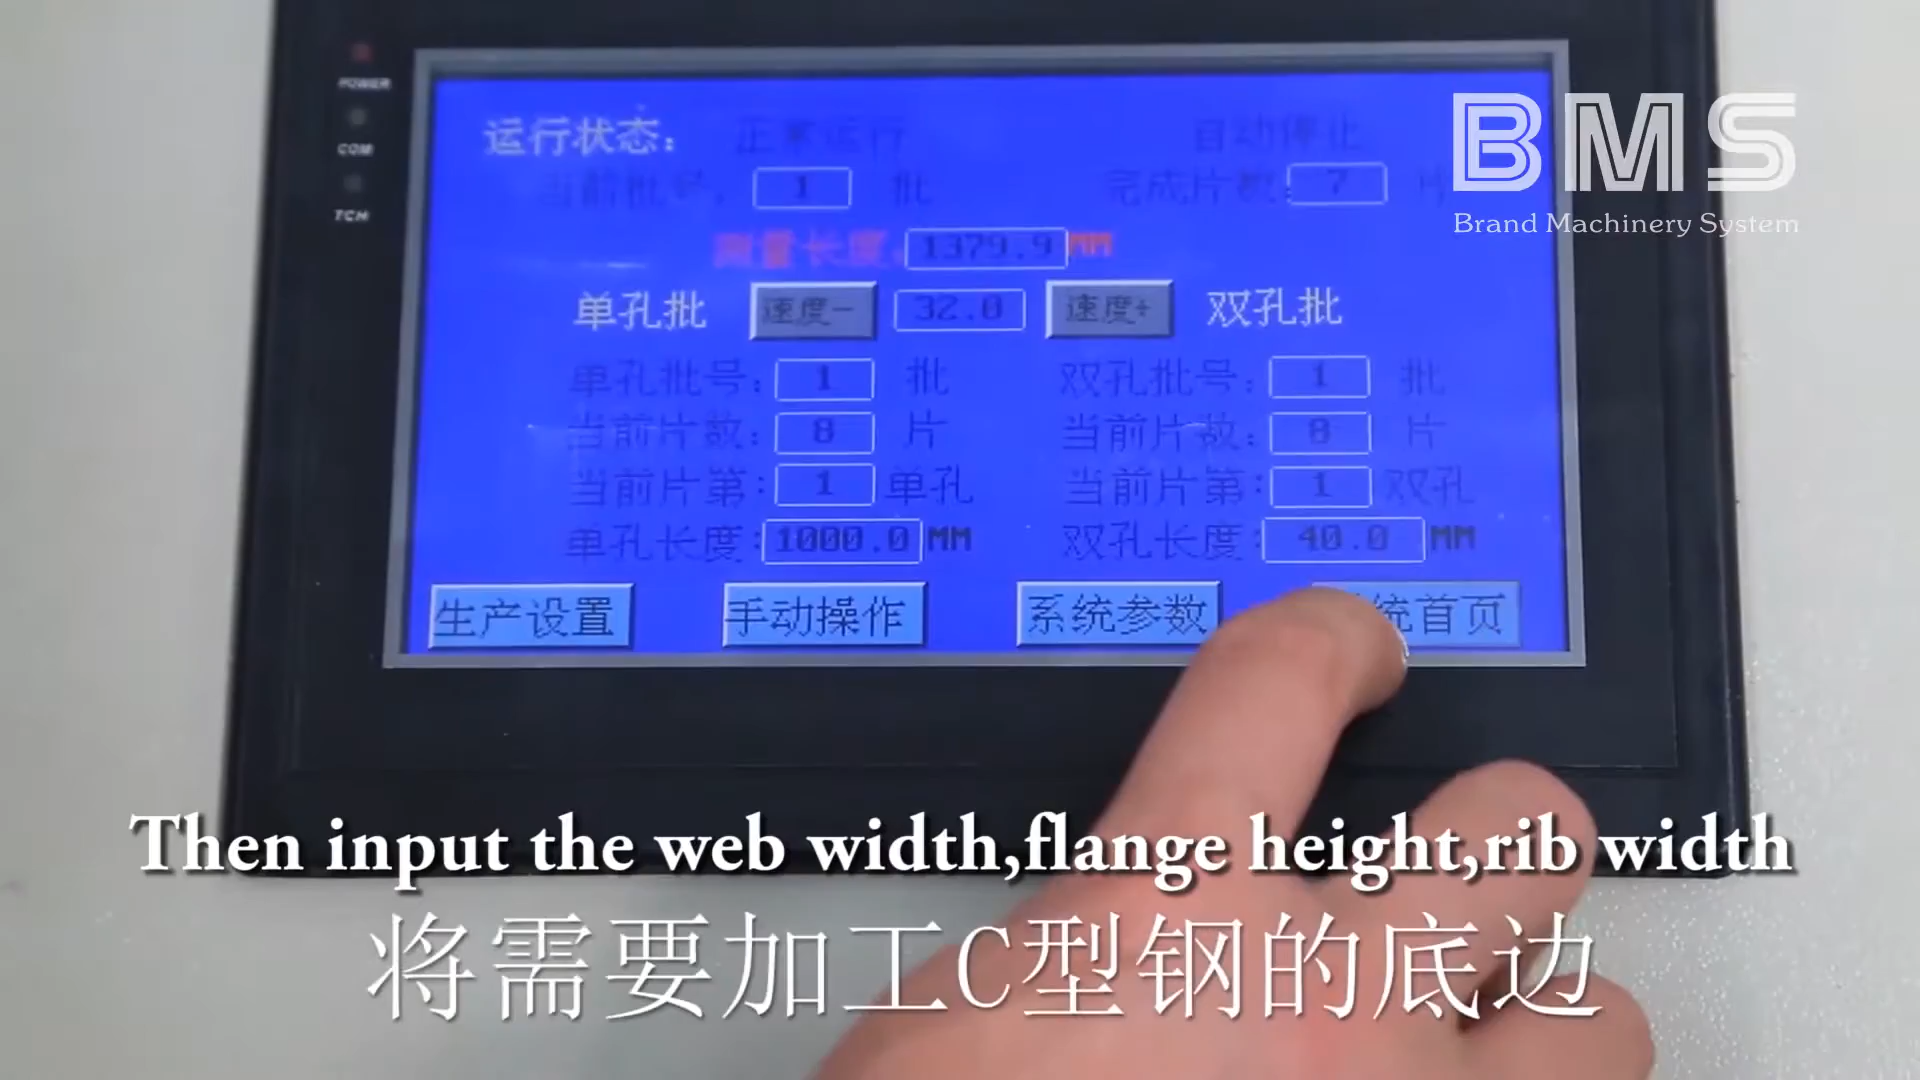 POWER
COM
TCH
BMS
Brand Machinery System
运行状态: 正常运行 自动停止
当前批号: 1 批 完成片数: 7 片
测量长度: 1379.9 MM
单孔批 速度- 32.0 速度+ 双孔批
单孔批号: 1 批 双孔批号: 1 批
当前片数: 8 片 当前片数: 8 片
当前片第: 1 单孔 当前片第: 1 双孔
单孔长度: 1000.0 MM 双孔长度: 40.0 MM
生产设置 手动操作 系统参数 统首页
Then input the web width,flange height,rib width
将需要加工C型钢的底边